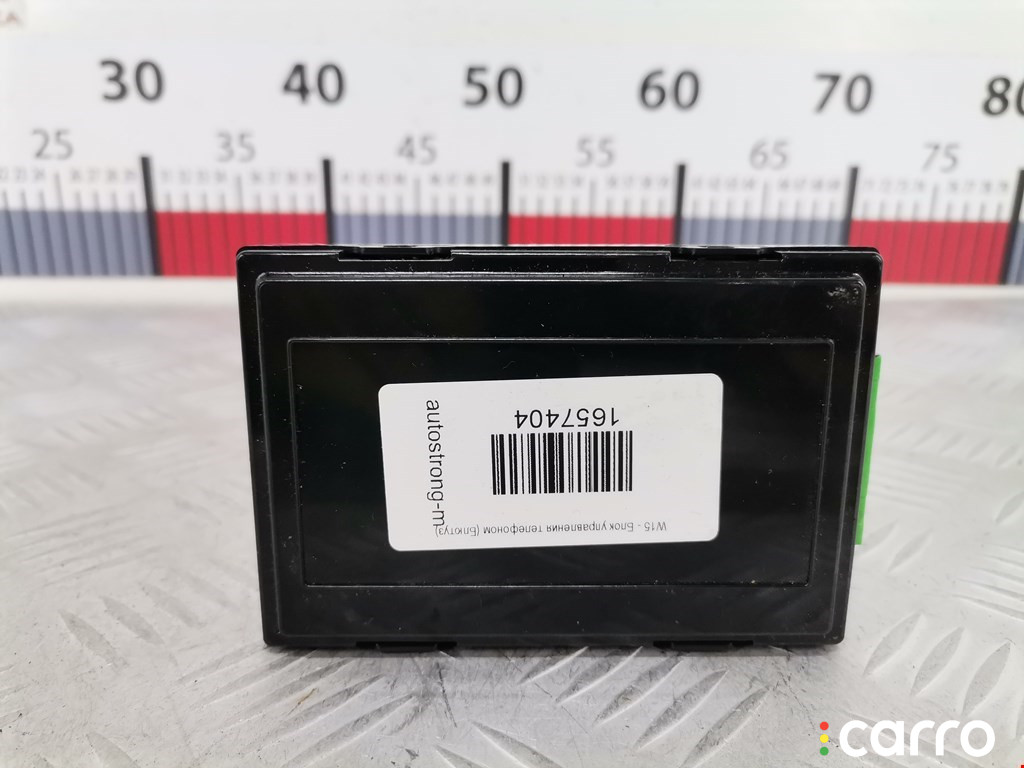 30 40 50 60 70 80
25 35 45 55 65 75
W15 - Блок управления телефоном (Блютуз)
1657404
autostrong-m
carro